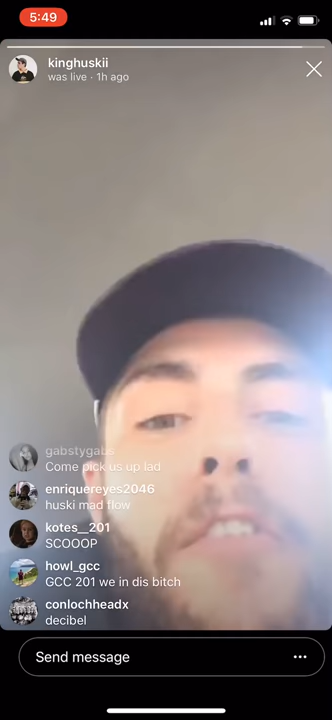 5:49
kinghuskii
was live · 1h ago
gabstygabs
Come pick us up lad
enriquereyes2046
huski mad flow
kotes__201
SCOOOP
howl_gcc
GCC 201 we in dis bitch
conlochheadx
decibel
Send message